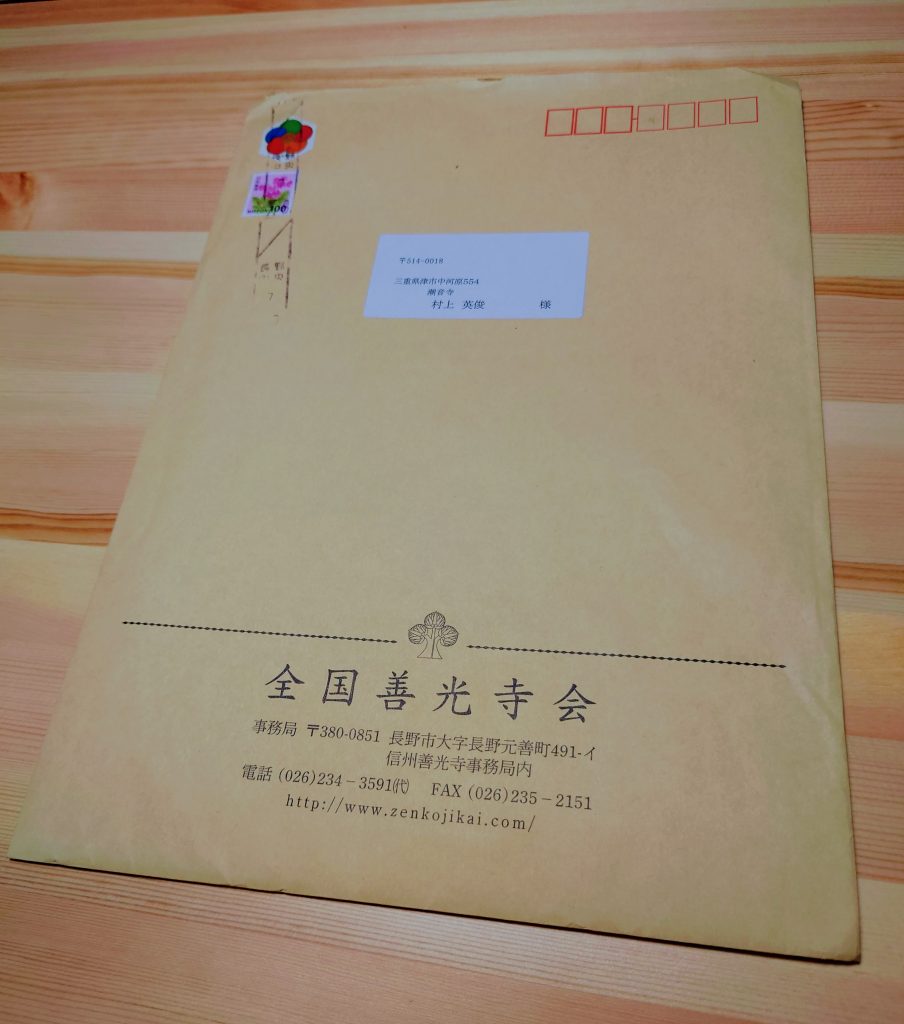 100
〒514-0018
三重県津市中河原554
潮音寺
村上 英俊 様
全国善光寺会
事務局 〒380-0851 長野市大字長野元善町491-イ
信州善光寺事務局内
電話 (026)234-3591㈹ FAX (026)235-2151
http://www.zenkojikai.com/